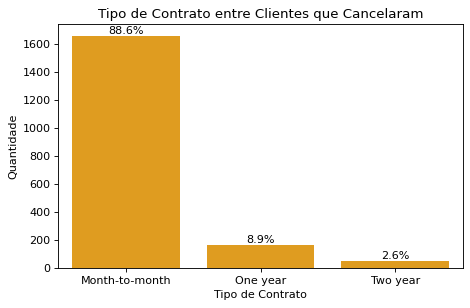 Tipo de Contrato entre Clientes que Cancelaram
88.6%
1600
1400
1200
1000
800
600
400
200
0
Quantidade
8.9%
2.6%
Month-to-month
One year
Two year
Tipo de Contrato